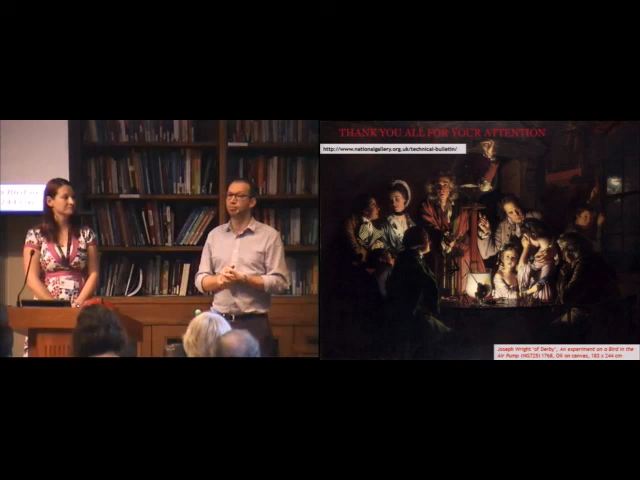 THANK YOU ALL FOR YOUR ATTENTION
http://www.nationalgallery.org.uk/technical-bulletin/
Joseph Wright 'of Derby', An experiment on a Bird in the
Air Pump (NG725) 1768, Oil on canvas, 183 x 244 cm